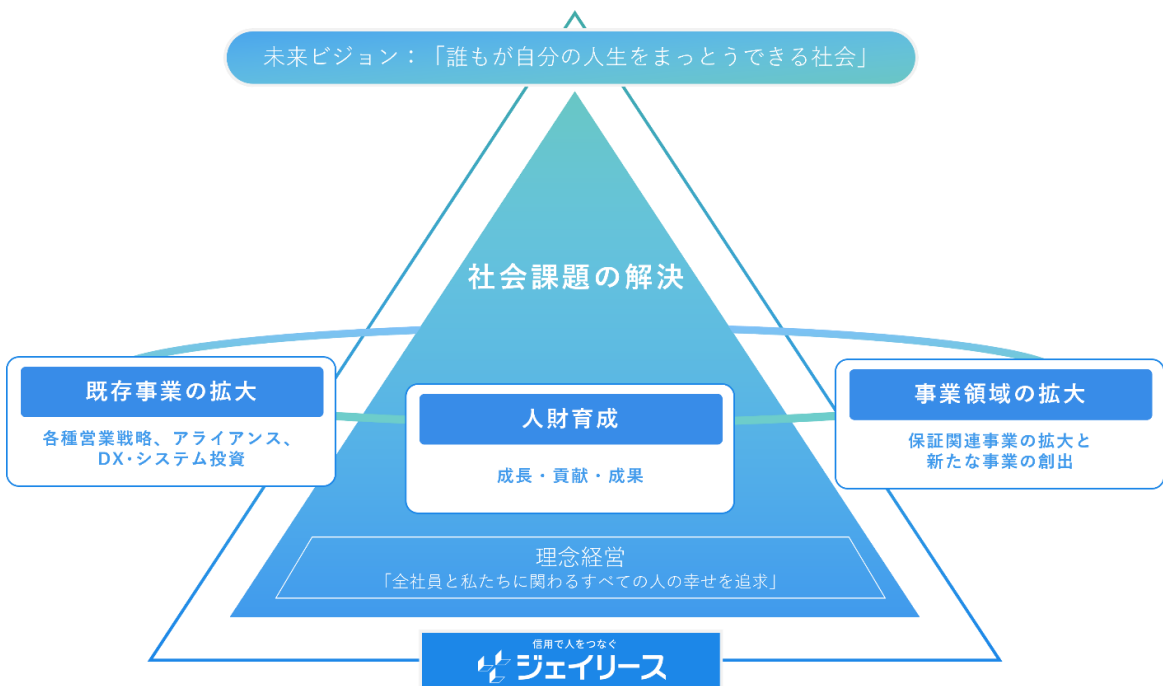 未来ビジョン：「誰もが自分の人生をまっとうできる社会」
社会課題の解決
既存事業の拡大
各種営業戦略、アライアンス、
DX・システム投資
人財育成
成長・貢献・成果
事業領域の拡大
保証関連事業の拡大と
新たな事業の創出
理念経営
「全社員と私たちに関わるすべての人の幸せを追求」
信用で人をつなぐ
ジェイリース